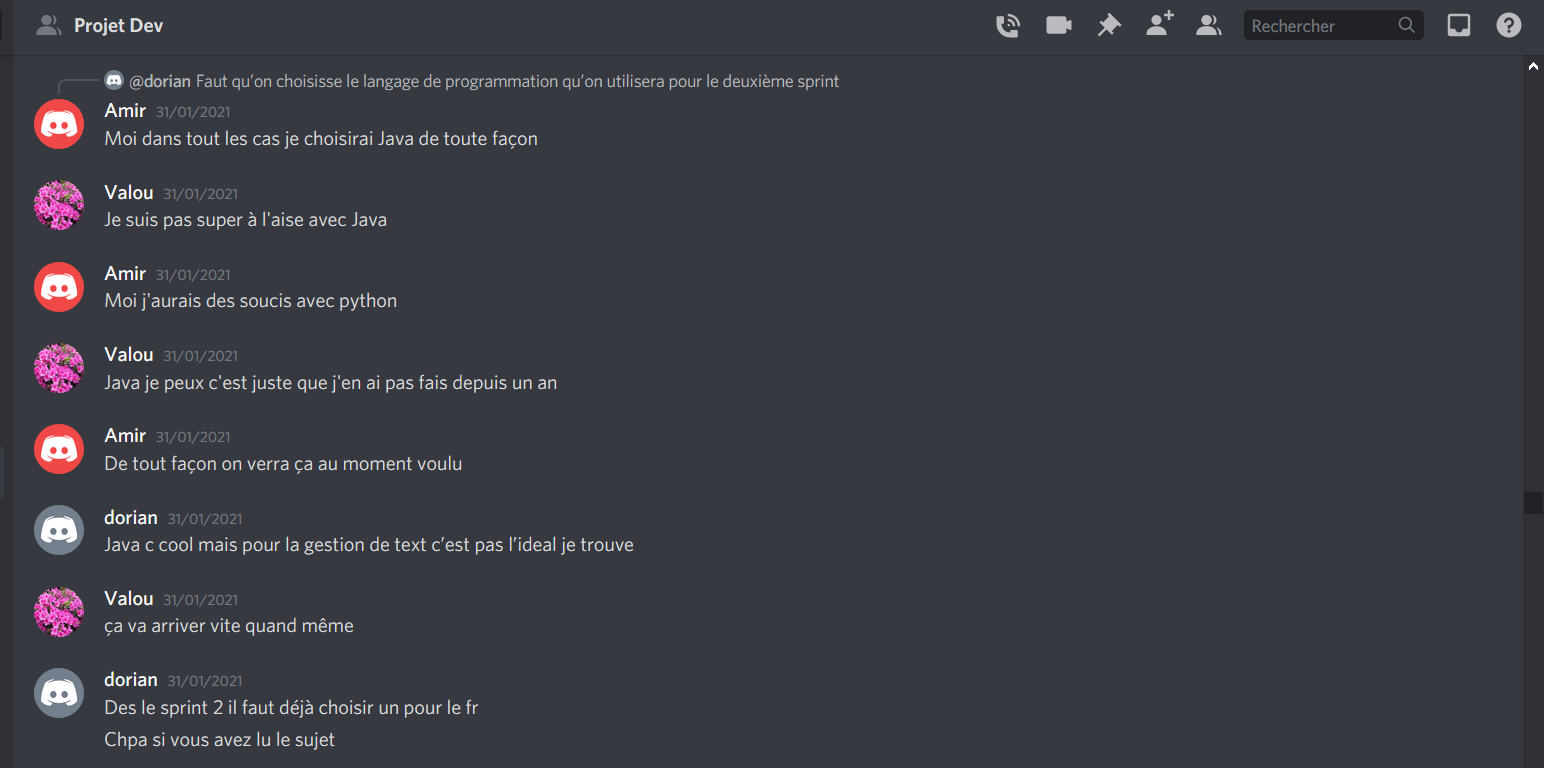 Projet Dev
Rechercher
@dorian Faut qu’on choisisse le langage de programmation qu’on utilisera pour le deuxième sprint
Amir 31/01/2021
Moi dans tout les cas je choisirai Java de toute façon
Valou 31/01/2021
Je suis pas super à l'aise avec Java
Amir 31/01/2021
Moi j'aurais des soucis avec python
Valou 31/01/2021
Java je peux c'est juste que j'en ai pas fais depuis un an
Amir 31/01/2021
De tout façon on verra ça au moment voulu
dorian 31/01/2021
Java c cool mais pour la gestion de text c’est pas l’ideal je trouve
Valou 31/01/2021
ça va arriver vite quand même
dorian 31/01/2021
Des le sprint 2 il faut déjà choisir un pour le fr
Chpa si vous avez lu le sujet